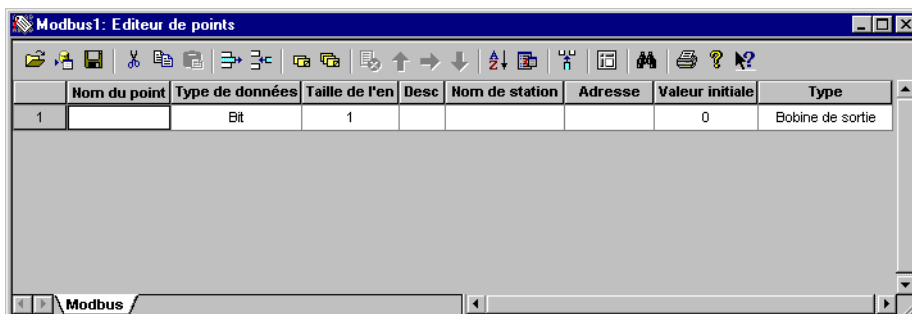 Modbus1: Editeur de points
Nom du point Type de données Taille de l'en Desc Nom de station Adresse Valeur initiale Type
1 Bit 1 0 Bobine de sortie
Modbus